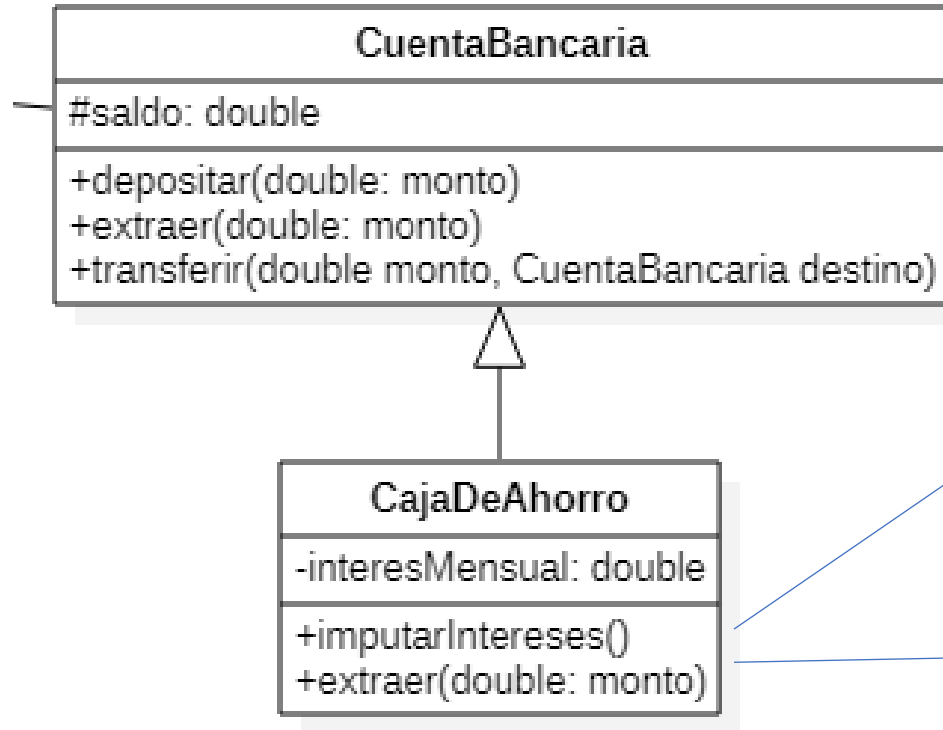 CuentaBancaria
#saldo: double
+depositar(double: monto)
+extraer(double: monto)
+transferir(double monto, CuentaBancaria destino)
CajaDeAhorro
-interesMensual: double
+imputarIntereses()
+extraer(double: monto)